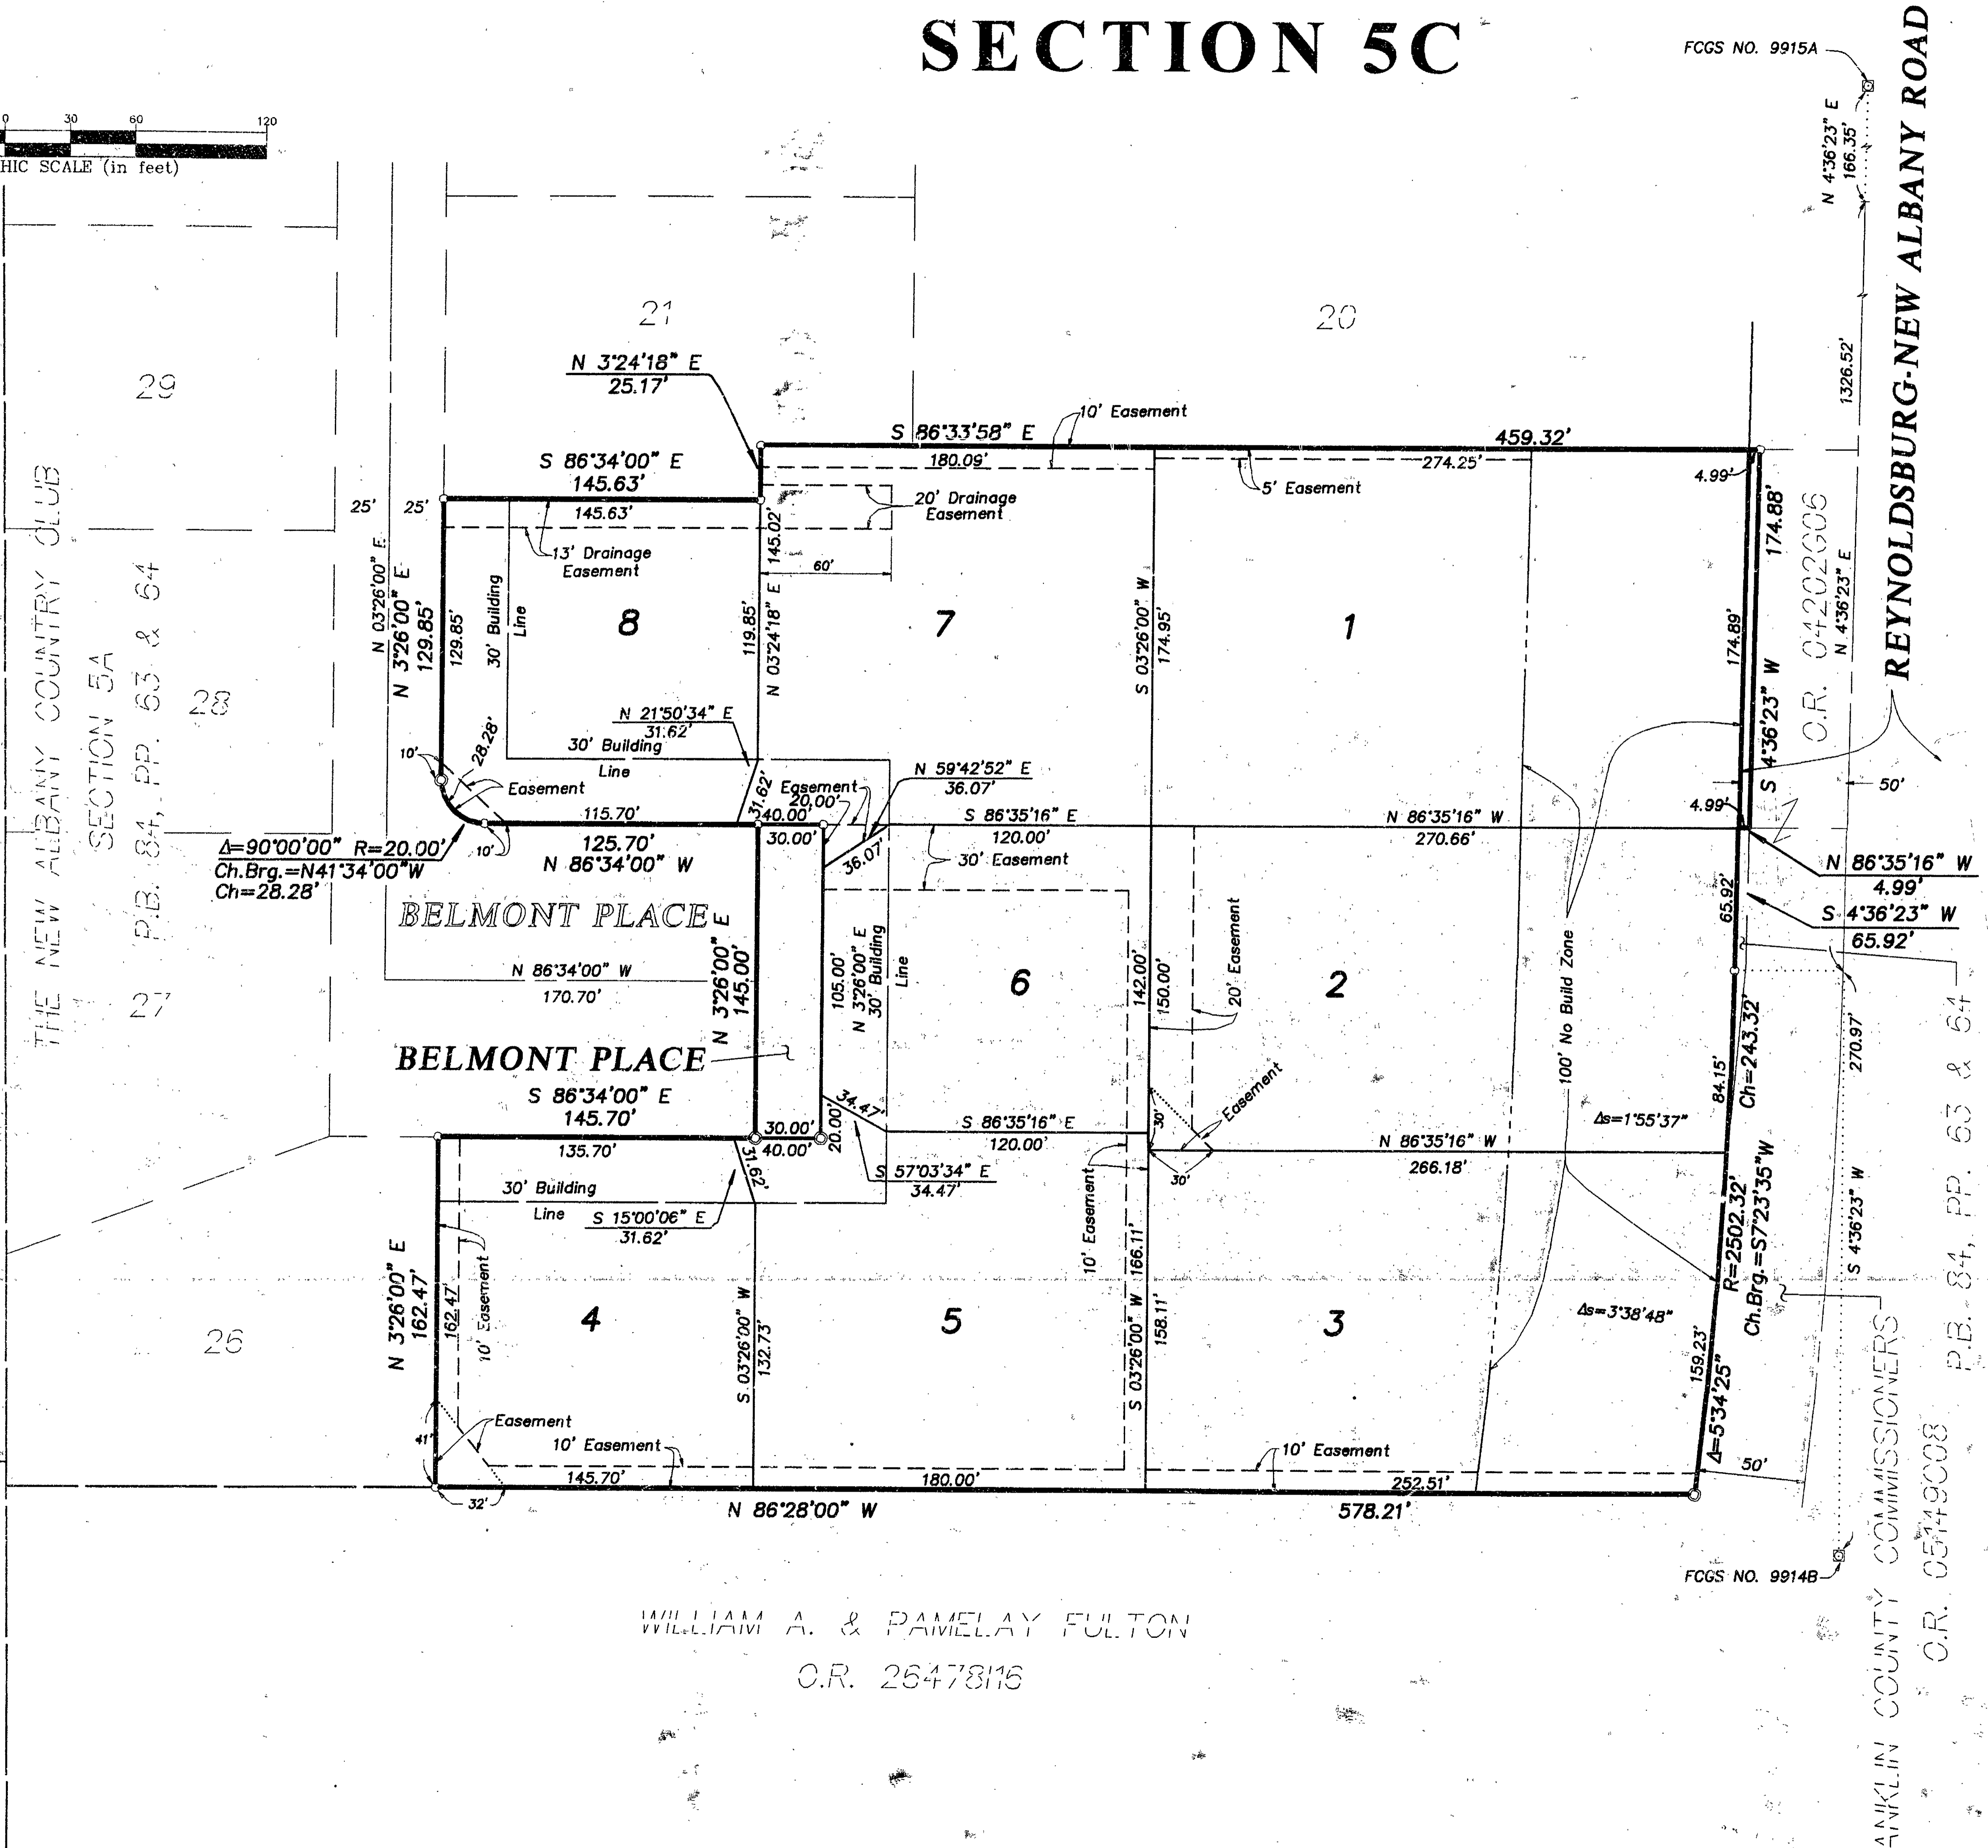 SECTION 5C
FCGS NO. 9915A
N 4°36'23" E
166.35'
REYNOLDSBURG-NEW ALBANY ROAD
0 30 60 120
HIC SCALE (in feet)
21
20
29
N 3°24'18" E
25.17'
10' Easement
S 86°33'58" E
459.32'
180.09'
274.25'
5' Easement
4.99'
1326.52'
S 86°34'00" E
145.63'
145.63'
25'
25'
20' Drainage
Easement
13' Drainage
Easement
60'
145.02'
N 03°24'18" E
119.85'
N 03°26'00" E
N 3°26'00" E
129.85'
129.85'
30' Building
Line
8
7
1
S 03°26'00" W
174.95'
174.89'
174.88'
S 4°36'23" W
O.R. 04202G06
N 4°36'23" E
THE NEW ALBANY COUNTRY CLUB
SECTION 5A
P.B. 84, PP. 63 & 64
28
N 21°50'34" E
31.62'
30' Building
Line
10'
28.28'
Easement
31.62'
Easement
20.00'
N 59°42'52" E
36.07'
4.99'
50'
115.70'
40.00'
30.00'
S 86°35'16" E
120.00'
N 86°35'16" W
270.66'
Δ=90°00'00" R=20.00'
Ch.Brg.=N41°34'00"W
Ch=28.28'
10'
125.70'
N 86°34'00" W
36.07'
30' Easement
N 86°35'16" W
4.99'
S 4°36'23" W
65.92'
65.92'
BELMONT PLACE
N 86°34'00" W
170.70'
N 3°26'00" E
145.00'
105.00'
N 3°26'00" E
30' Building
Line
6
142.00'
150.00'
20' Easement
2
100' No Build Zone
27
BELMONT PLACE
S 86°34'00" E
145.70'
34.47'
20.00'
30.00'
40.00'
135.70'
S 86°35'16" E
120.00'
30'
Easement
84.15'
Ch=243.32'
Δs=1°55'37"
270.97'
N 86°35'16" W
266.18'
30'
31.62'
S 57°03'34" E
34.47'
30' Building
Line
S 15°00'06" E
31.62'
10' Easement
R=2502.32'
Ch.Brg.=S7°23'35"W
S 4°36'23" W
P.B. 84, PP. 63 & 64
N 3°26'00" E
162.47'
162.47'
10' Easement
26
4
S 03°26'00" W
132.73'
5
S 03°26'00" W
166.11'
158.11'
3
Δs=3°38'48"
159.23'
Δ=5°34'25"
Easement
41'
10' Easement
10' Easement
145.70'
180.00'
252.51'
50'
32'
N 86°28'00" W
578.21'
FCGS NO. 9914B
ANKLIN COUNTY COMMISSIONERS
O.R. 05149C08
WILLIAM A. & PAMELAY FULTON
O.R. 26478I16